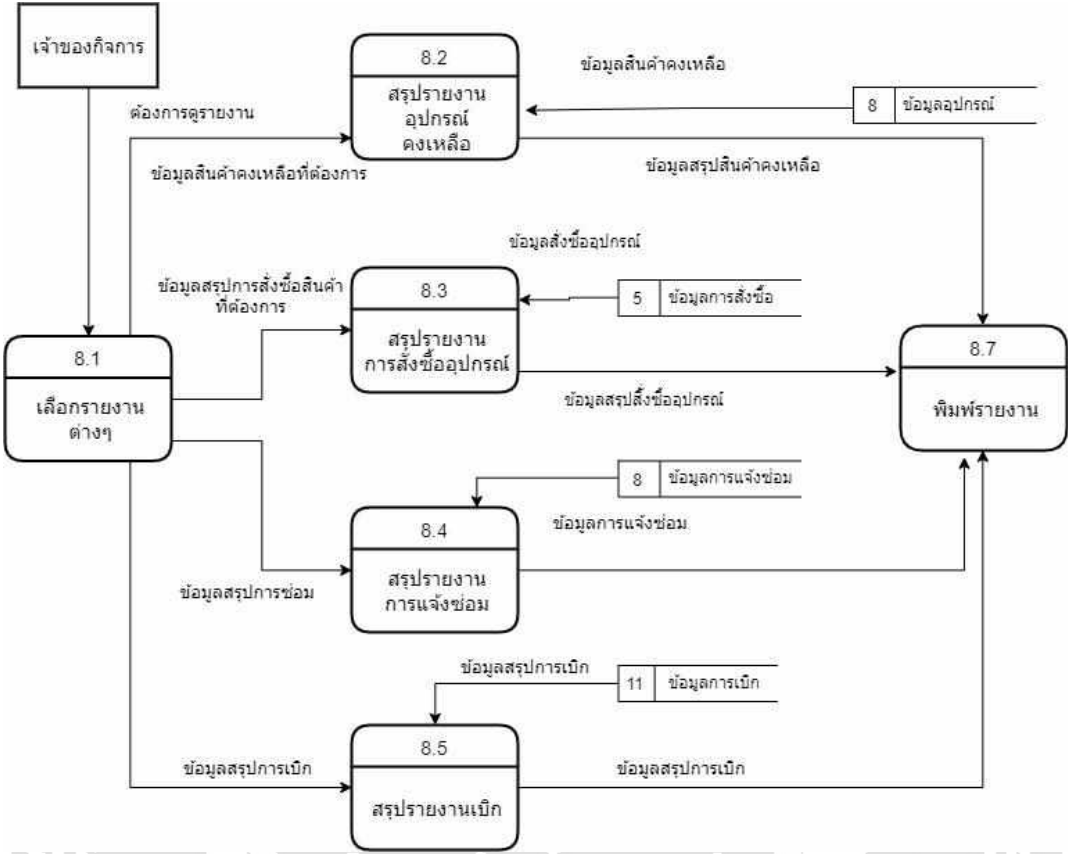 เจ้าของกิจการ
8.2
สรุปรายงาน
อุปกรณ์
คงเหลือ
ข้อมูลสินค้าคงเหลือ
8
ข้อมูลอุปกรณ์
ต้องการดูรายงาน
ข้อมูลสินค้าคงเหลือที่ต้องการ
ข้อมูลสรุปสินค้าคงเหลือ
ข้อมูลสั่งซื้ออุปกรณ์
ข้อมูลสรุปการสั่งซื้อสินค้า
ที่ต้องการ
8.3
สรุปรายงาน
การสั่งซื้ออุปกรณ์
5
ข้อมูลการสั่งซื้อ
8.1
เลือกรายงาน
ต่างๆ
8.7
พิมพ์รายงาน
ข้อมูลสรุปสั้งซื้ออุปกรณ์
8
ข้อมูลการแจ้งซ่อม
8.4
สรุปรายงาน
การแจ้งซ่อม
ข้อมูลการแจ้งซ่อม
ข้อมูลสรุปการซ่อม
ข้อมูลสรุปการเบิก
11
ข้อมูลการเบิก
8.5
สรุปรายงานเบิก
ข้อมูลสรุปการเบิก
ข้อมูลสรุปการเบิก